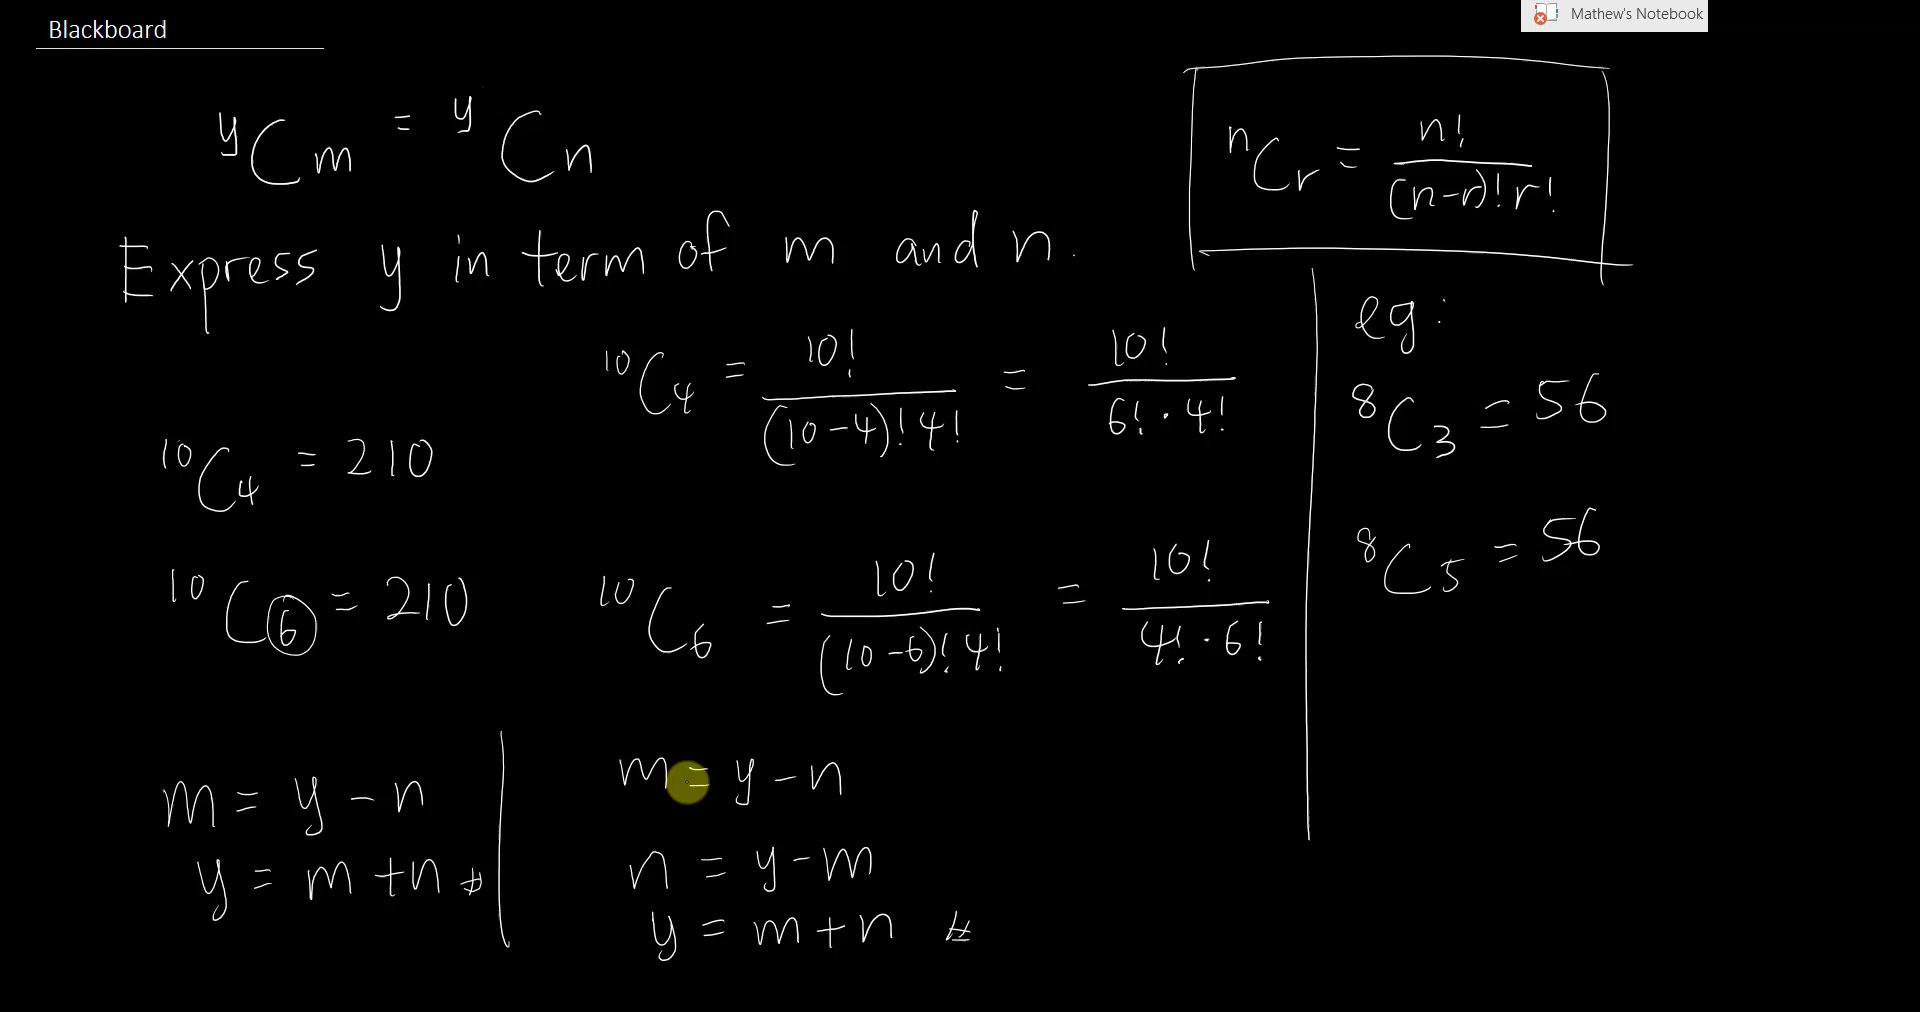 Blackboard
Mathew's Notebook
ʸCₘ = ʸCₙ
ⁿCᵣ = n! / (n-r)! r!
Express y in term of m and n.
eg:
¹⁰C₄ = 10! / (10-4)! 4! = 10! / 6! · 4!
⁸C₃ = 56
¹⁰C₄ = 210
⁸C₅ = 56
¹⁰C₆ = 210
¹⁰C₆ = 10! / (10-6)! 4! = 10! / 4! · 6!
m = y - n
y = m + n #
m = y - n
n = y - m
y = m + n #